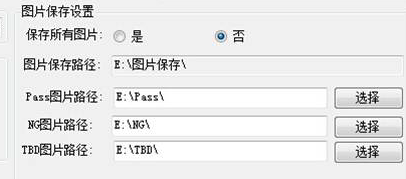 图片保存设置
保存所有图片: 是 否
图片保存路径: E:\图片保存\
Pass图片路径: E:\Pass\ 选择
NG图片路径: E:\NG\ 选择
TBD图片路径: E:\TBD\ 选择